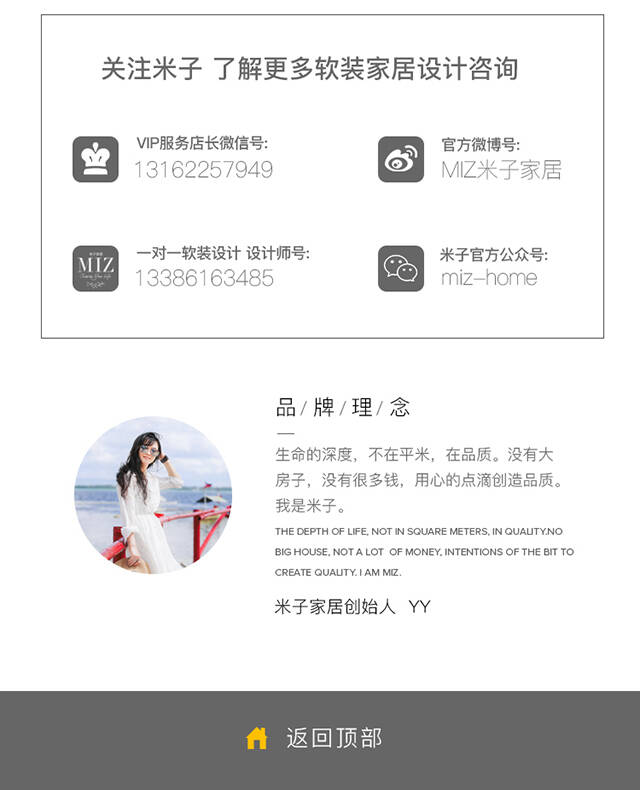 关注米子 了解更多软装家居设计咨询
VIP服务店长微信号:
13162257949
官方微博号:
MIZ米子家居
MIZ
一对一软装设计 设计师号:
13386163485
米子官方公众号:
miz-home
品/牌/理/念
生命的深度，不在平米，在品质。没有大
房子，没有很多钱，用心的点滴创造品质。
我是米子。
THE DEPTH OF LIFE, NOT IN SQUARE METERS, IN QUALITY.NO
BIG HOUSE, NOT A LOT OF MONEY, INTENTIONS OF THE BIT TO
CREATE QUALITY. I AM MIZ.
米子家居创始人 YY
返回顶部